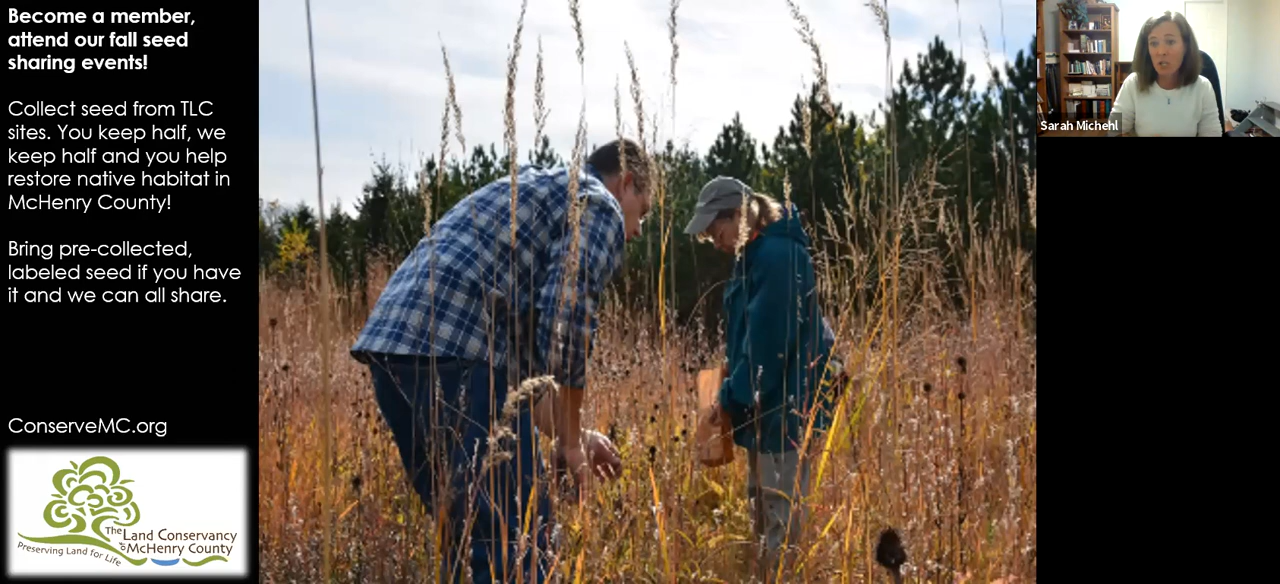 Become a member,
attend our fall seed
sharing events!
Collect seed from TLC
sites. You keep half, we
keep half and you help
restore native habitat in
McHenry County!
Bring pre-collected,
labeled seed if you have
it and we can all share.
ConserveMC.org
The Land Conservancy
of McHenry County
Preserving Land for Life
Sarah Michehl